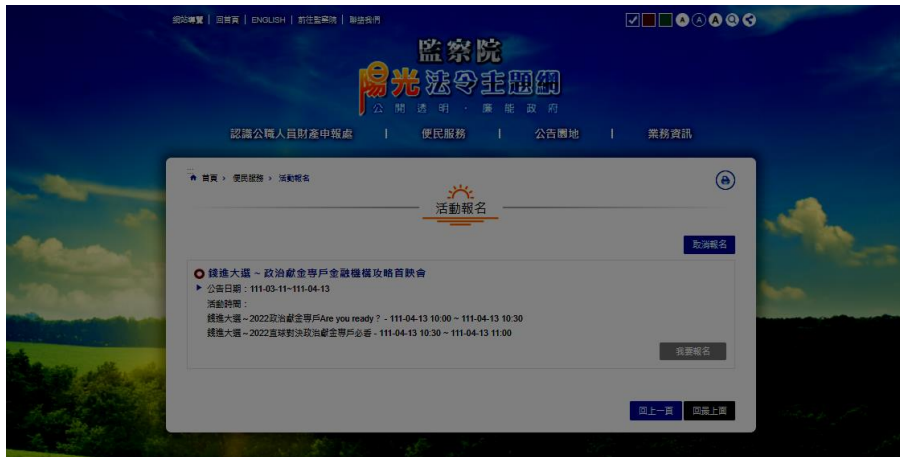 網站導覽 | 回首頁 | ENGLISH | 前往監察院 | 聯絡我們
監察院
陽光法令主題網
公開透明・廉能政府
認識公職人員財產申報處 | 便民服務 | 公告園地 | 業務資訊
首頁 › 便民服務 › 活動報名
活動報名
取消報名
錢進大選 ~ 政治獻金專戶金融機構攻略首映會
公告日期：111-03-11~111-04-13
活動時間：
錢進大選～2022政治獻金專戶Are you ready？ - 111-04-13 10:00 ~ 111-04-13 10:30
錢進大選～2022直球對決政治獻金專戶必看 - 111-04-13 10:30 ~ 111-04-13 11:00
我要報名
回上一頁 回最上面